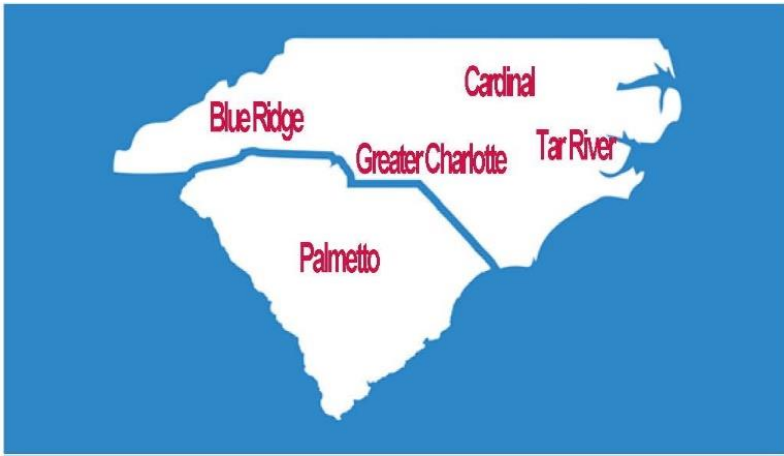 Cardinal
Blue Ridge
Greater Charlotte
Tar River
Palmetto